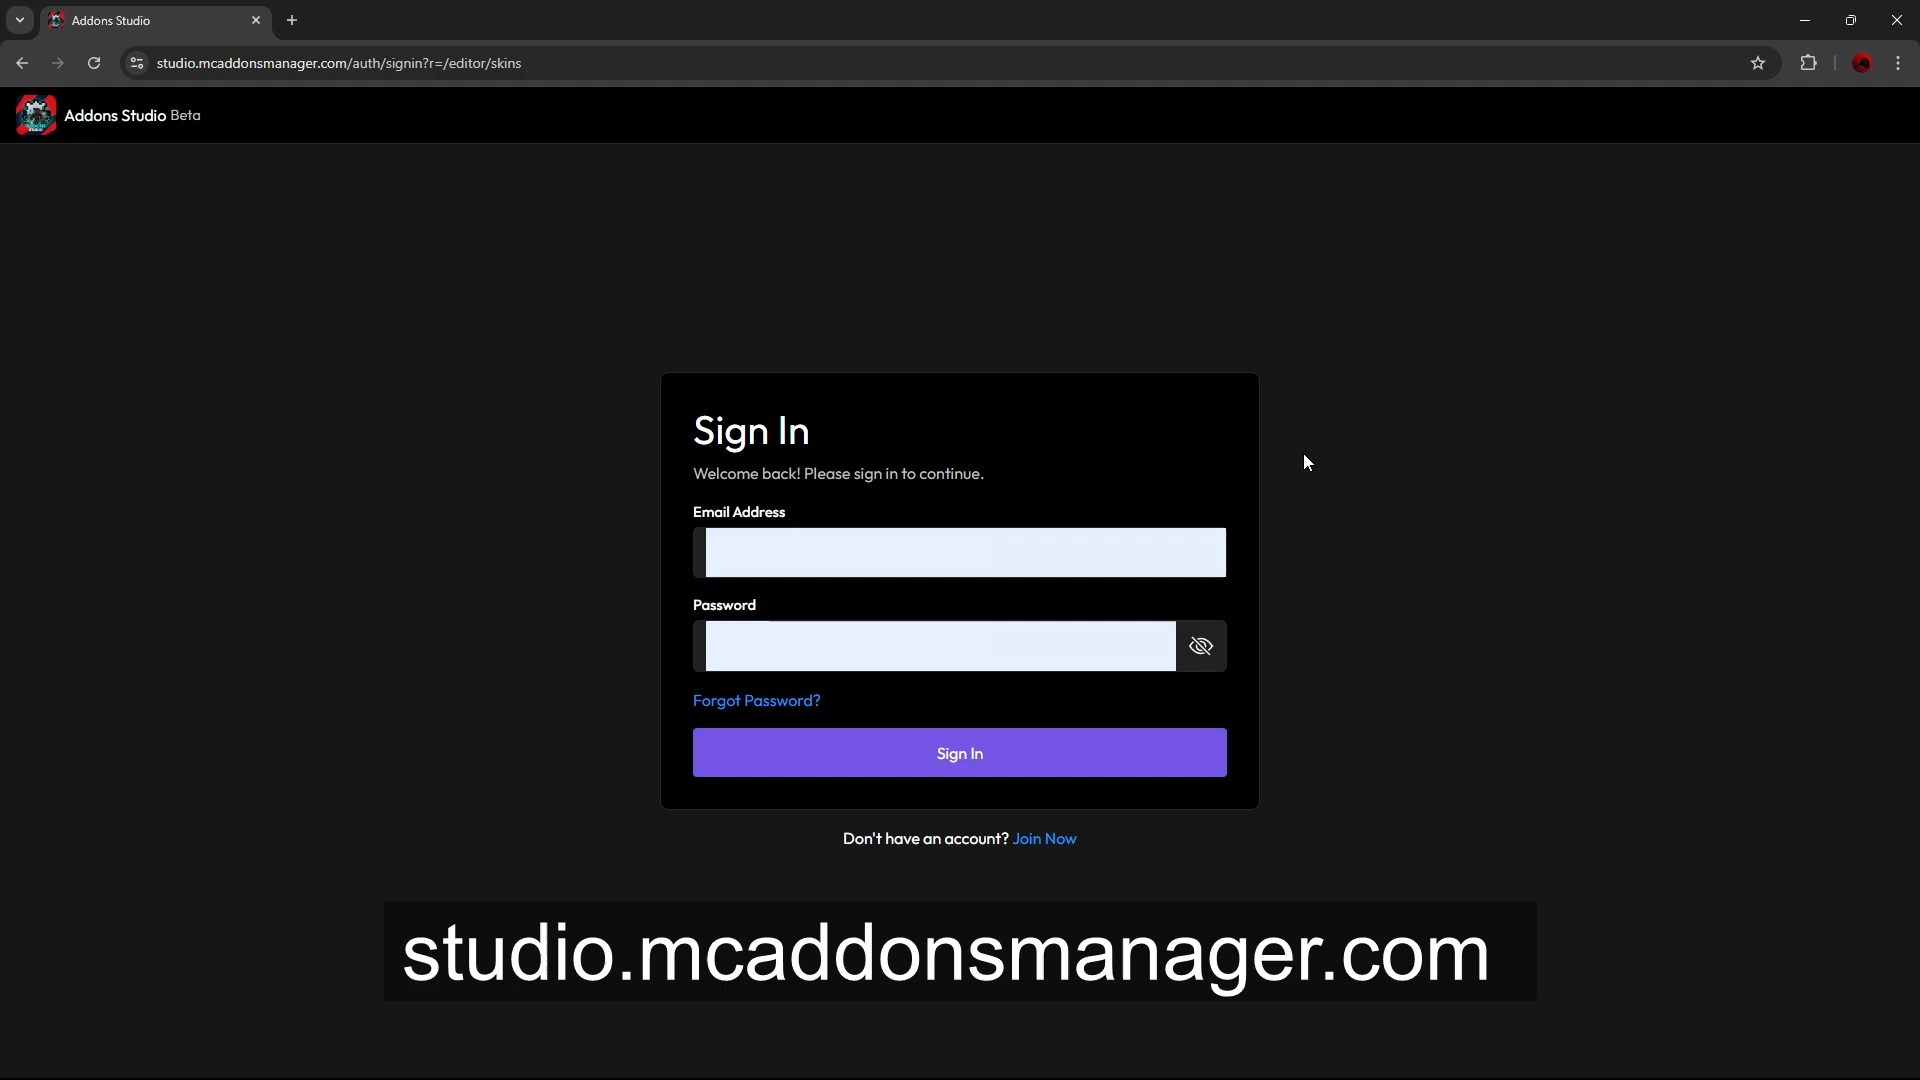 Addons Studio
studio.mcaddonsmanager.com/auth/signin?r=/editor/skins
Addons Studio Beta
Sign In
Welcome back! Please sign in to continue.
Email Address
Password
Forgot Password?
Sign In
Don't have an account? Join Now
studio.mcaddonsmanager.com